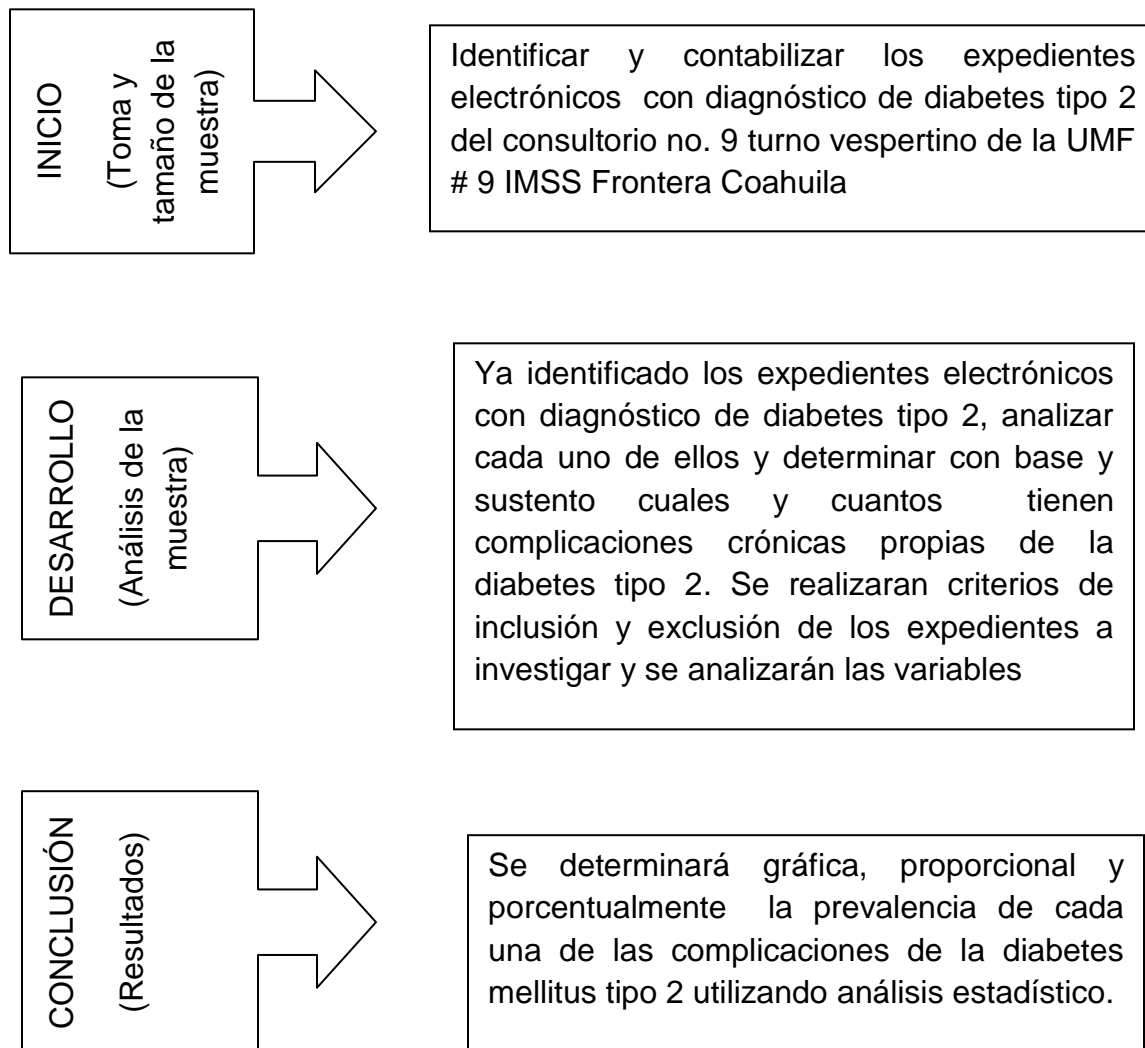 INICIO
(Toma y
tamaño de la
muestra)
Identificar y contabilizar los expedientes
electrónicos con diagnóstico de diabetes tipo 2
del consultorio no. 9 turno vespertino de la UMF
# 9 IMSS Frontera Coahuila
DESARROLLO
(Análisis de la
muestra)
Ya identificado los expedientes electrónicos
con diagnóstico de diabetes tipo 2, analizar
cada uno de ellos y determinar con base y
sustento cuales y cuantos tienen
complicaciones crónicas propias de la
diabetes tipo 2. Se realizaran criterios de
inclusión y exclusión de los expedientes a
investigar y se analizarán las variables
CONCLUSIÓN
(Resultados)
Se determinará gráfica, proporcional y
porcentualmente la prevalencia de cada
una de las complicaciones de la diabetes
mellitus tipo 2 utilizando análisis estadístico.